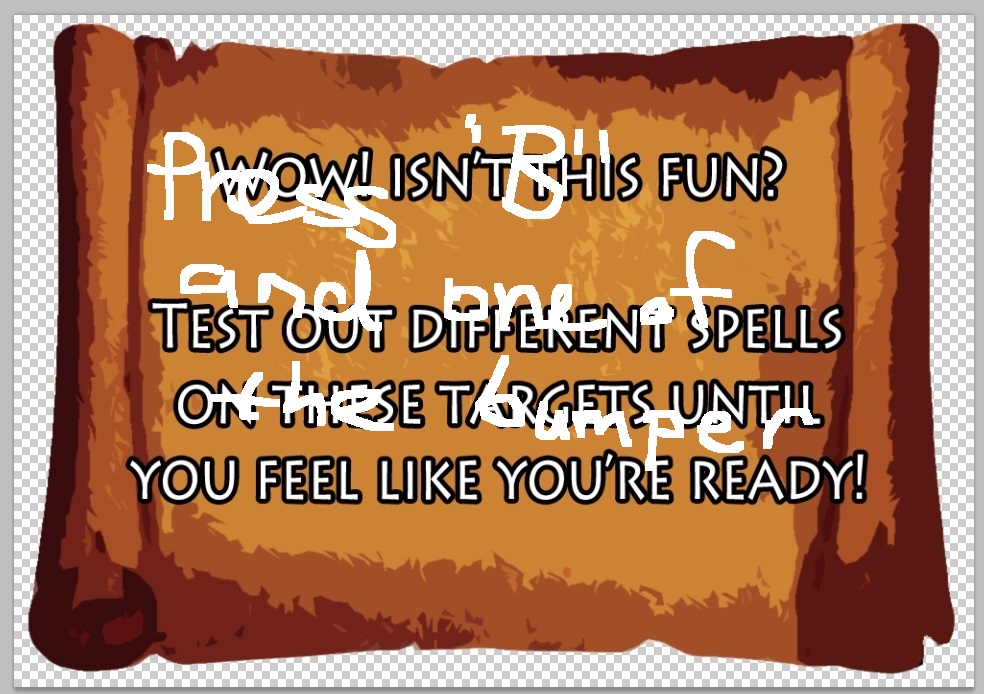 WOW! ISN'T THIS FUN?
Press 'B'
and one of
TEST OUT DIFFERENT SPELLS
ON THESE TARGETS UNTIL
the bumper
YOU FEEL LIKE YOU'RE READY!